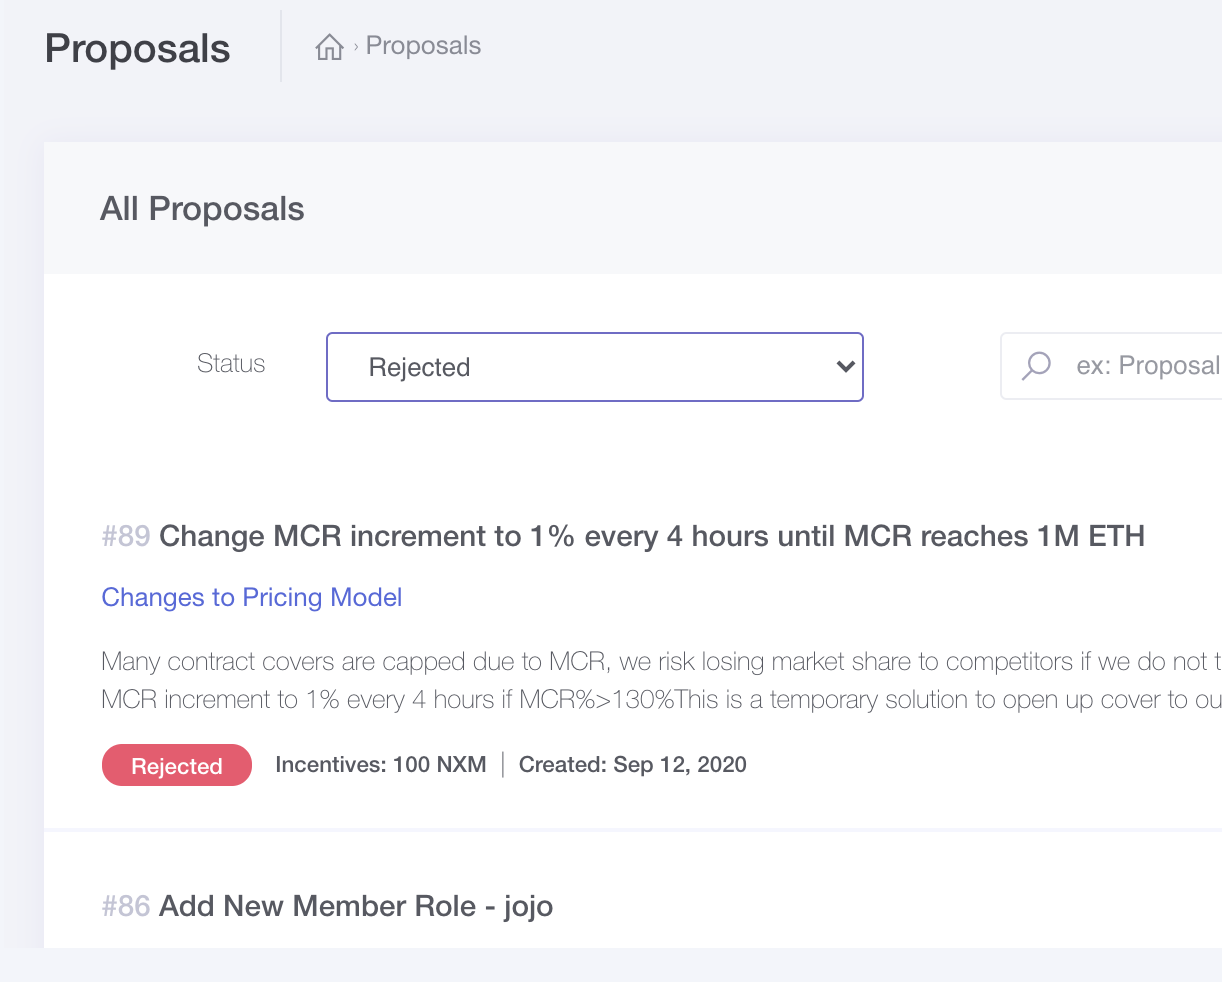 Proposals
› Proposals
All Proposals
Status
Rejected
ex: Proposal
#89 Change MCR increment to 1% every 4 hours until MCR reaches 1M ETH
Changes to Pricing Model
Many contract covers are capped due to MCR, we risk losing market share to competitors if we do not t
MCR increment to 1% every 4 hours if MCR%>130%This is a temporary solution to open up cover to ou
Rejected Incentives: 100 NXM | Created: Sep 12, 2020
#86 Add New Member Role - jojo